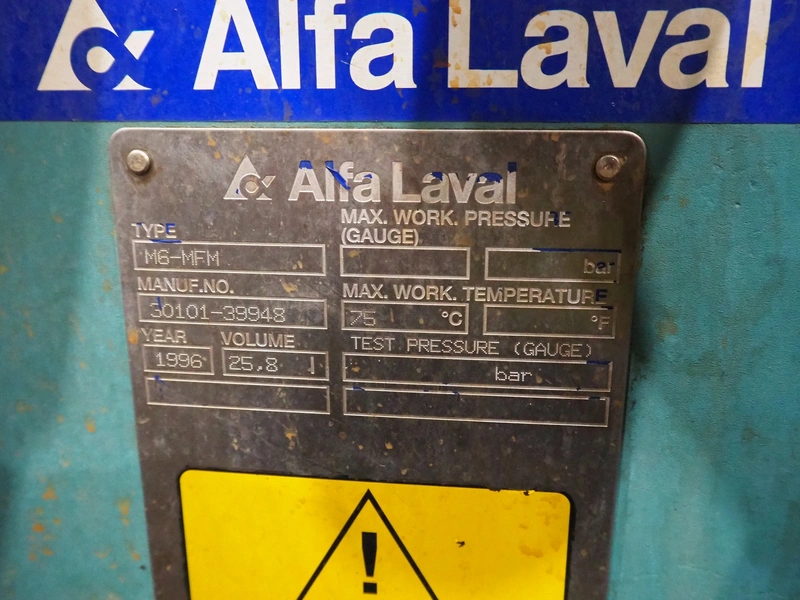 Alfa Laval
Alfa Laval
TYPE
M6-MFM
MANUF.NO.
30101-39948
YEAR VOLUME
1996 25,8 l
MAX. WORK. PRESSURE
(GAUGE)
bar
MAX. WORK. TEMPERATURE
75 °C °F
TEST PRESSURE (GAUGE)
bar
!